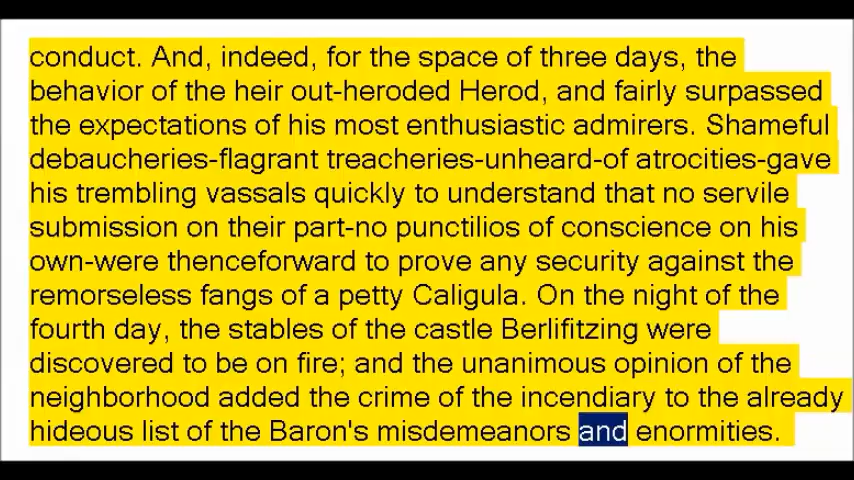 conduct. And, indeed, for the space of three days, the
behavior of the heir out-heroded Herod, and fairly surpassed
the expectations of his most enthusiastic admirers. Shameful
debaucheries-flagrant treacheries-unheard-of atrocities-gave
his trembling vassals quickly to understand that no servile
submission on their part-no punctilios of conscience on his
own-were thenceforward to prove any security against the
remorseless fangs of a petty Caligula. On the night of the
fourth day, the stables of the castle Berlifitzing were
discovered to be on fire; and the unanimous opinion of the
neighborhood added the crime of the incendiary to the already
hideous list of the Baron's misdemeanors and enormities.